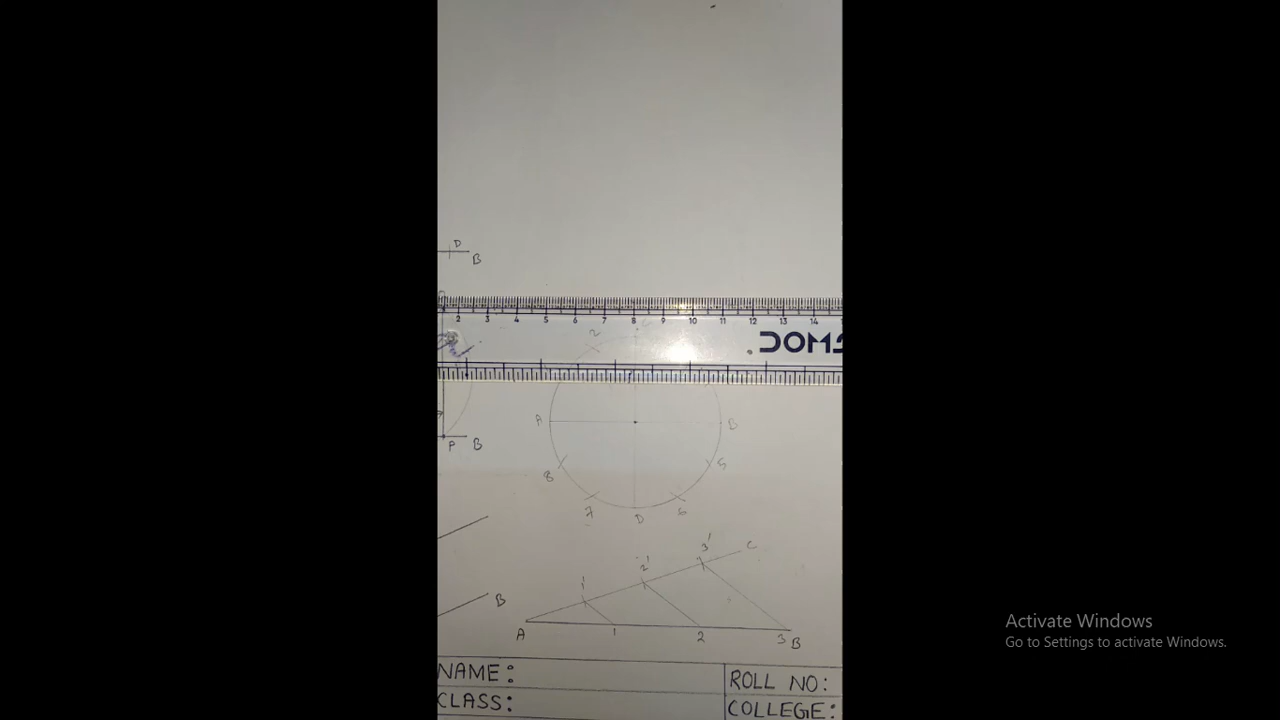 D
B
2 3 4 5 6 7 8 9 10 11 12 13 14
2
DOMS
A B
P B
8 5
7 D 6
3' C
2'
1'
B
A 1 2 3 B
NAME: ROLL NO:
CLASS: COLLEGE:
Activate Windows
Go to Settings to activate Windows.